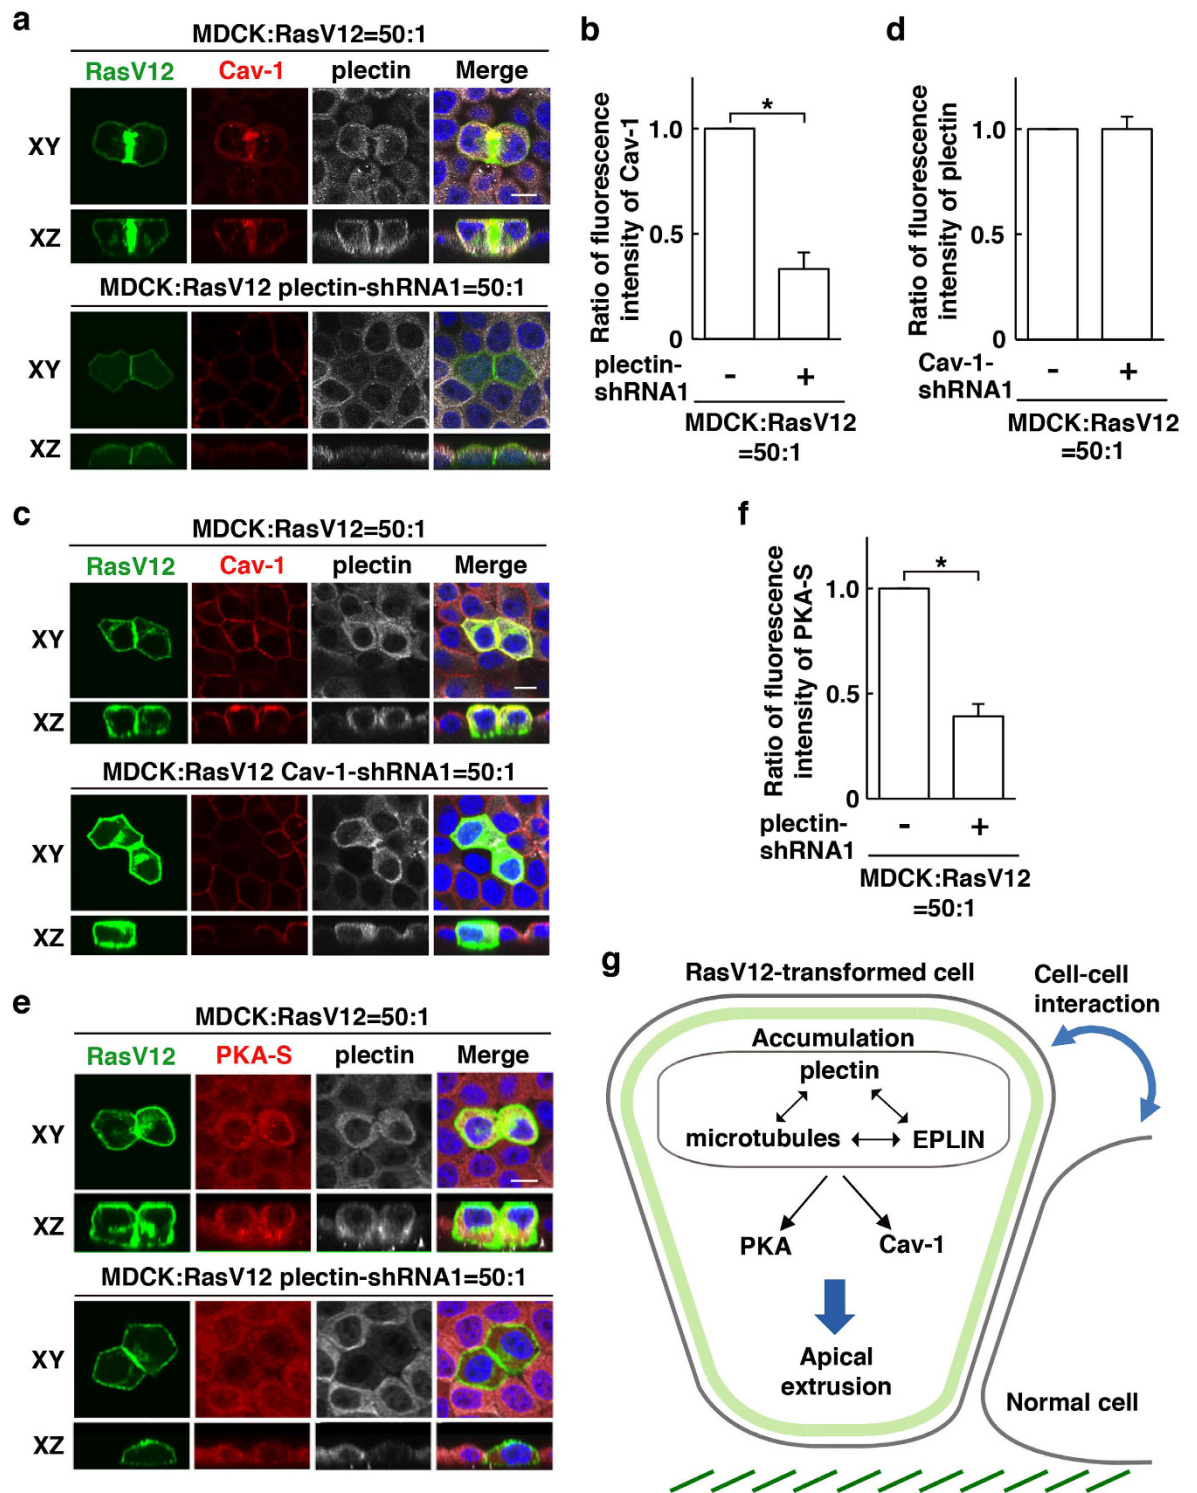 a
MDCK:RasV12=50:1
RasV12 Cav-1 plectin Merge
XY
XZ
MDCK:RasV12 plectin-shRNA1=50:1
XY
XZ
b
Ratio of fluorescence
intensity of Cav-1
1.0
0.5
0
*
plectin-
shRNA1
- +
MDCK:RasV12
=50:1
d
Ratio of fluorescence
intensity of plectin
1.0
0.5
0
Cav-1-
shRNA1
- +
MDCK:RasV12
=50:1
c
MDCK:RasV12=50:1
RasV12 Cav-1 plectin Merge
XY
XZ
MDCK:RasV12 Cav-1-shRNA1=50:1
XY
XZ
f
Ratio of fluorescence
intensity of PKA-S
1.0
0.5
0
*
plectin-
shRNA1
- +
MDCK:RasV12
=50:1
e
MDCK:RasV12=50:1
RasV12 PKA-S plectin Merge
XY
XZ
MDCK:RasV12 plectin-shRNA1=50:1
XY
XZ
g
RasV12-transformed cell
Cell-cell
interaction
Accumulation
plectin
microtubules
EPLIN
PKA
Cav-1
Apical
extrusion
Normal cell